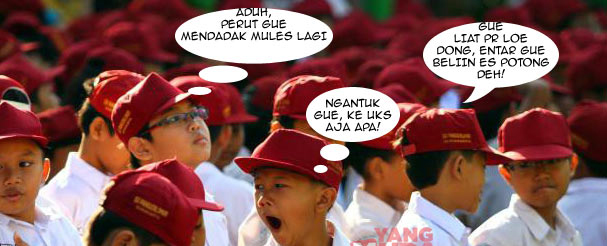 ADUH,
PERUT GUE
MENDADAK MULES LAGI
GUE
LIAT PR LOE
DONG, ENTAR GUE
BELIIN ES POTONG
DEH!
NGANTUK
GUE, KE UKS
AJA APA!
YANG